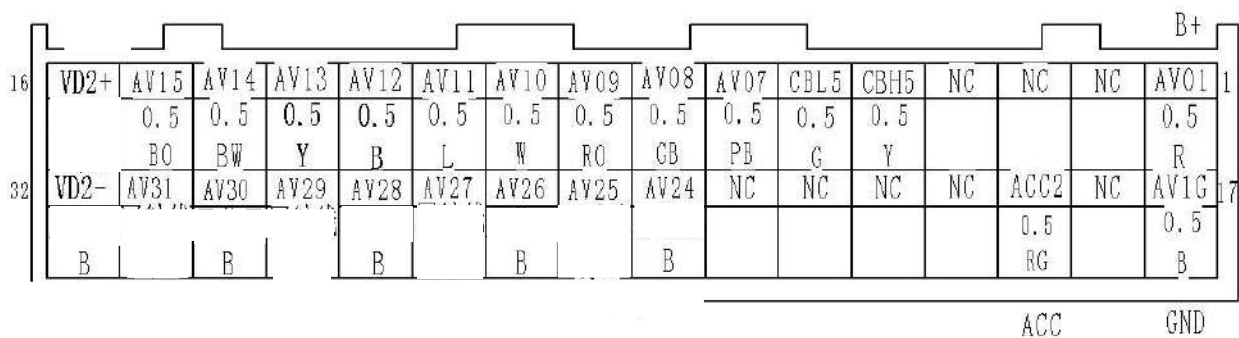 B+
16 VD2+ AV15 AV14 AV13 AV12 AV11 AV10 AV09 AV08 AV07 CBL5 CBH5 NC NC NC AV01 1
0.5 0.5 0.5 0.5 0.5 0.5 0.5 0.5 0.5 0.5 0.5 0.5
BO BW Y B L W RO GB PB G Y R
32 VD2- AV31 AV30 AV29 AV28 AV27 AV26 AV25 AV24 NC NC NC NC ACC2 NC AV1G 17
0.5 0.5
B B B B B RG B
ACC GND